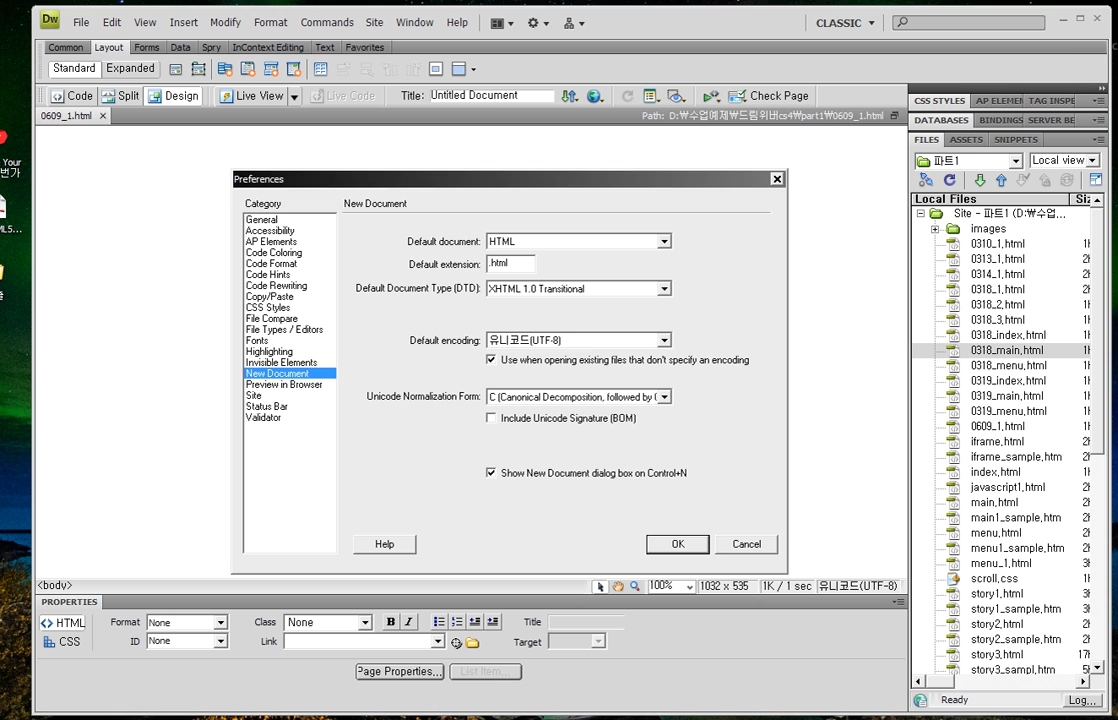 Dw File Edit View Insert Modify Format Commands Site Window Help CLASSIC
Common Layout Forms Data Spry InContext Editing Text Favorites
Standard Expanded
Code Split Design Live View Live Code Title: Untitled Document Check Page
0609_1.html
Path: D:₩수업예제₩드림위버cs4₩part1₩0609_1.html
Your
번가
Preferences
Category
General
Accessibility
AP Elements
Code Coloring
Code Format
Code Hints
Code Rewriting
Copy/Paste
CSS Styles
File Compare
File Types / Editors
Fonts
Highlighting
Invisible Elements
New Document
Preview in Browser
Site
Status Bar
Validator
New Document
Default document: HTML
Default extension: .html
Default Document Type (DTD): XHTML 1.0 Transitional
Default encoding: 유니코드(UTF-8)
Use when opening existing files that don't specify an encoding
Unicode Normalization Form: C (Canonical Decomposition, followed by
Include Unicode Signature (BOM)
Show New Document dialog box on Control+N
Help OK Cancel
<body>
100% 1032 x 535 1K / 1 sec 유니코드(UTF-8)
PROPERTIES
HTML Format None Class None B I Title
CSS ID None Link Target
Page Properties... List Item...
CSS STYLES AP ELEMEN TAG INSPE
DATABASES BINDINGS SERVER BE
FILES ASSETS SNIPPETS
파트1 Local view
Local Files Siz
Site - 파트1 (D:₩수업...
images
0310_1.html
0313_1.html
0314_1.html
0318_1.html
0318_2.html
0318_3.html
0318_index.html
0318_main.html
0318_menu.html
0319_index.html
0319_main.html
0319_menu.html
0609_1.html
iframe.html
iframe_sample.htm
index.html
javascript1.html
main.html
main1_sample.htm
menu.html
menu1_sample.htm
menu_1.html
scroll.css
story1.html
story1_sample.htm
story2.html
story2_sample.htm
story3.html
story3_sampl.htm
Ready Log...